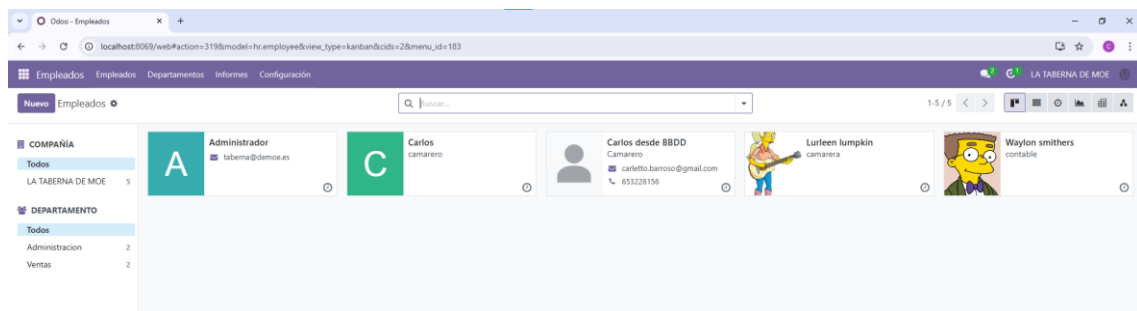 Odoo - Empleados
localhost:8069/web#action=319&model=hr.employee&view_type=kanban&cids=2&menu_id=183
Empleados Empleados Departamentos Informes Configuración 2 1 LA TABERNA DE MOE
Nuevo Empleados Buscar... 1-5 / 5
COMPAÑÍA
Todos
LA TABERNA DE MOE 5
DEPARTAMENTO
Todos
Administracion 2
Ventas 2
A
Administrador
taberna@demoe.es
C
Carlos
camarero
Carlos desde BBDD
Camarero
carletto.barroso@gmail.com
653228156
Lurleen lumpkin
camarera
Waylon smithers
contable